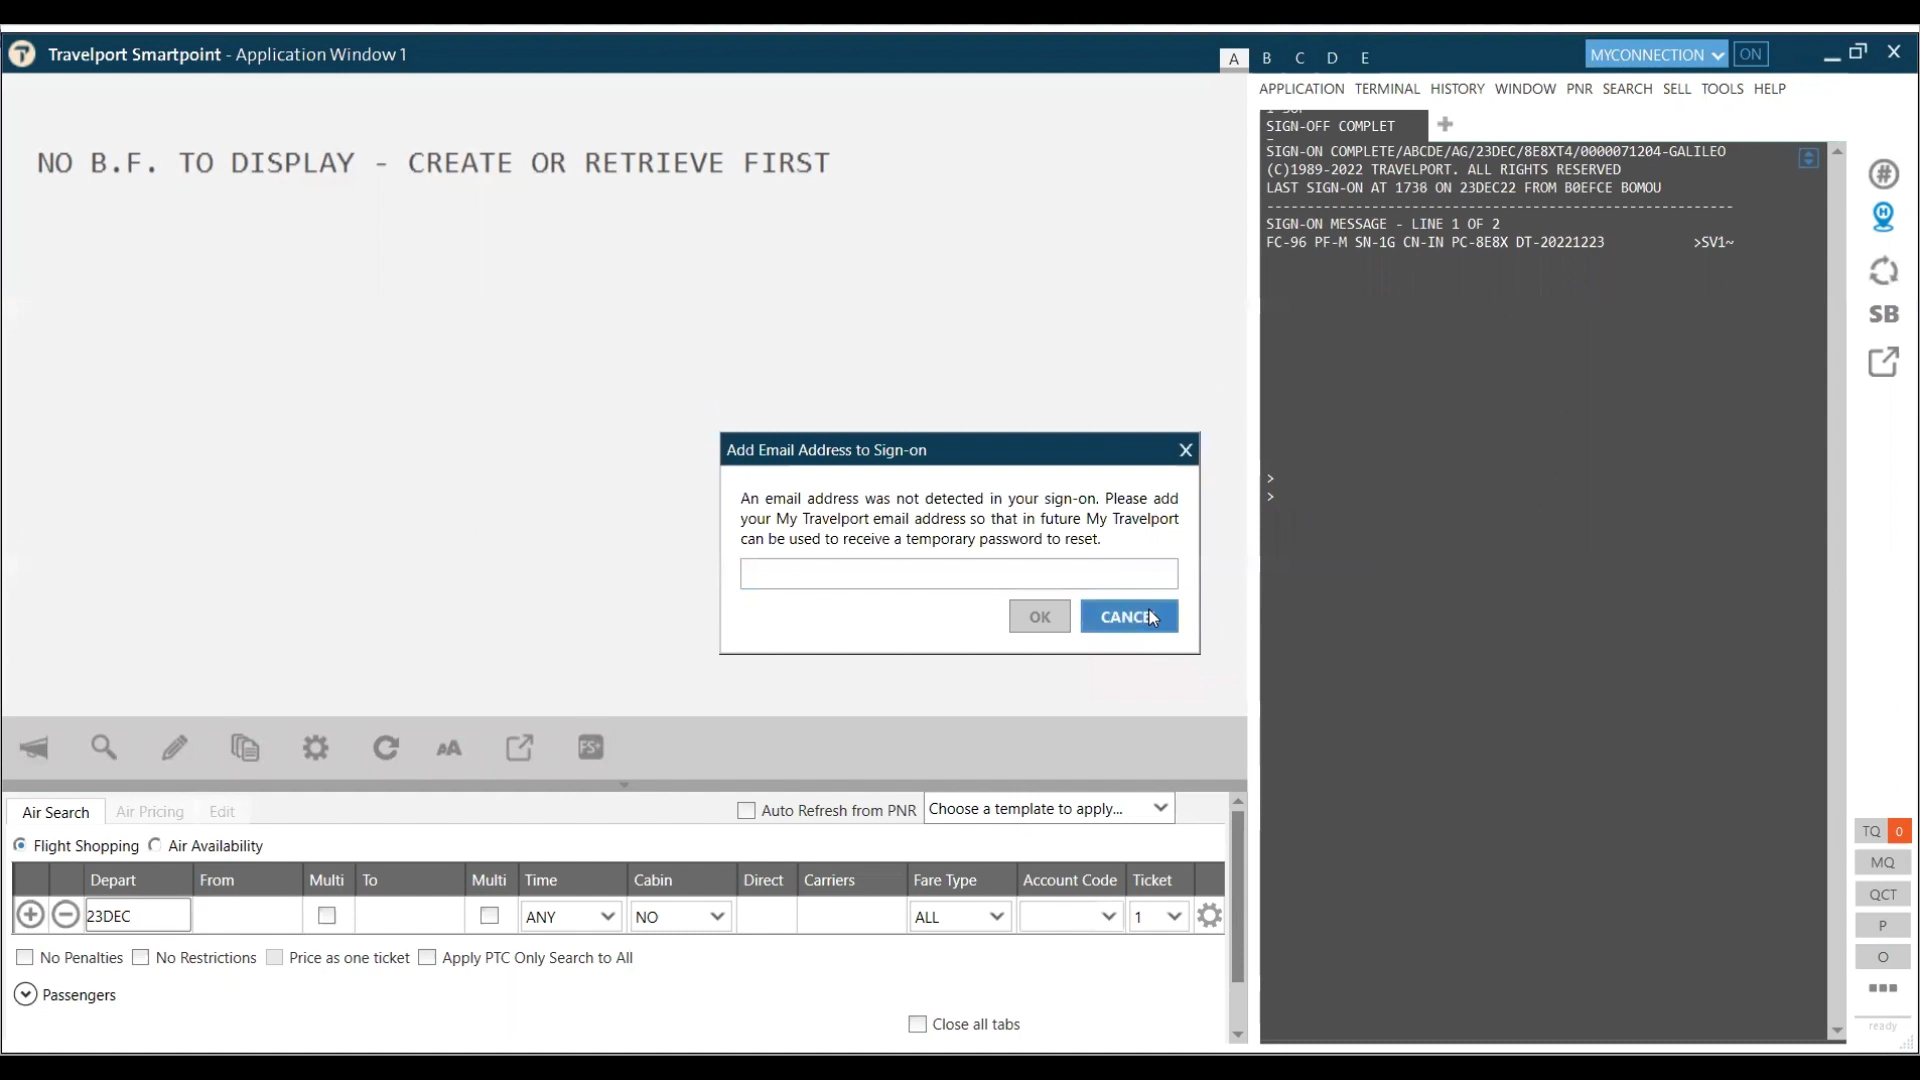 Travelport Smartpoint - Application Window 1
A B C D E
MYCONNECTION ON
NO B.F. TO DISPLAY - CREATE OR RETRIEVE FIRST
APPLICATION TERMINAL HISTORY WINDOW PNR SEARCH SELL TOOLS HELP
SIGN-OFF COMPLET
SIGN-ON COMPLETE/ABCDE/AG/23DEC/8E8XT4/0000071204-GALILEO
(C)1989-2022 TRAVELPORT. ALL RIGHTS RESERVED
LAST SIGN-ON AT 1738 ON 23DEC22 FROM B0EFCE BOMOU
----------------------------------------------------------
SIGN-ON MESSAGE - LINE 1 OF 2
FC-96 PF-M SN-1G CN-IN PC-8E8X DT-20221223 >SV1~
>
>
#
H
SB
Add Email Address to Sign-on X
An email address was not detected in your sign-on. Please add
your My Travelport email address so that in future My Travelport
can be used to receive a temporary password to reset.
OK CANCEL
AA FS+
Air Search Air Pricing Edit
Auto Refresh from PNR Choose a template to apply...
Flight Shopping Air Availability
Depart From Multi To Multi Time Cabin Direct Carriers Fare Type Account Code Ticket
23DEC ANY NO ALL 1
No Penalties No Restrictions Price as one ticket Apply PTC Only Search to All
Passengers
Close all tabs
TQ 0
MQ
QCT
P
O
ready